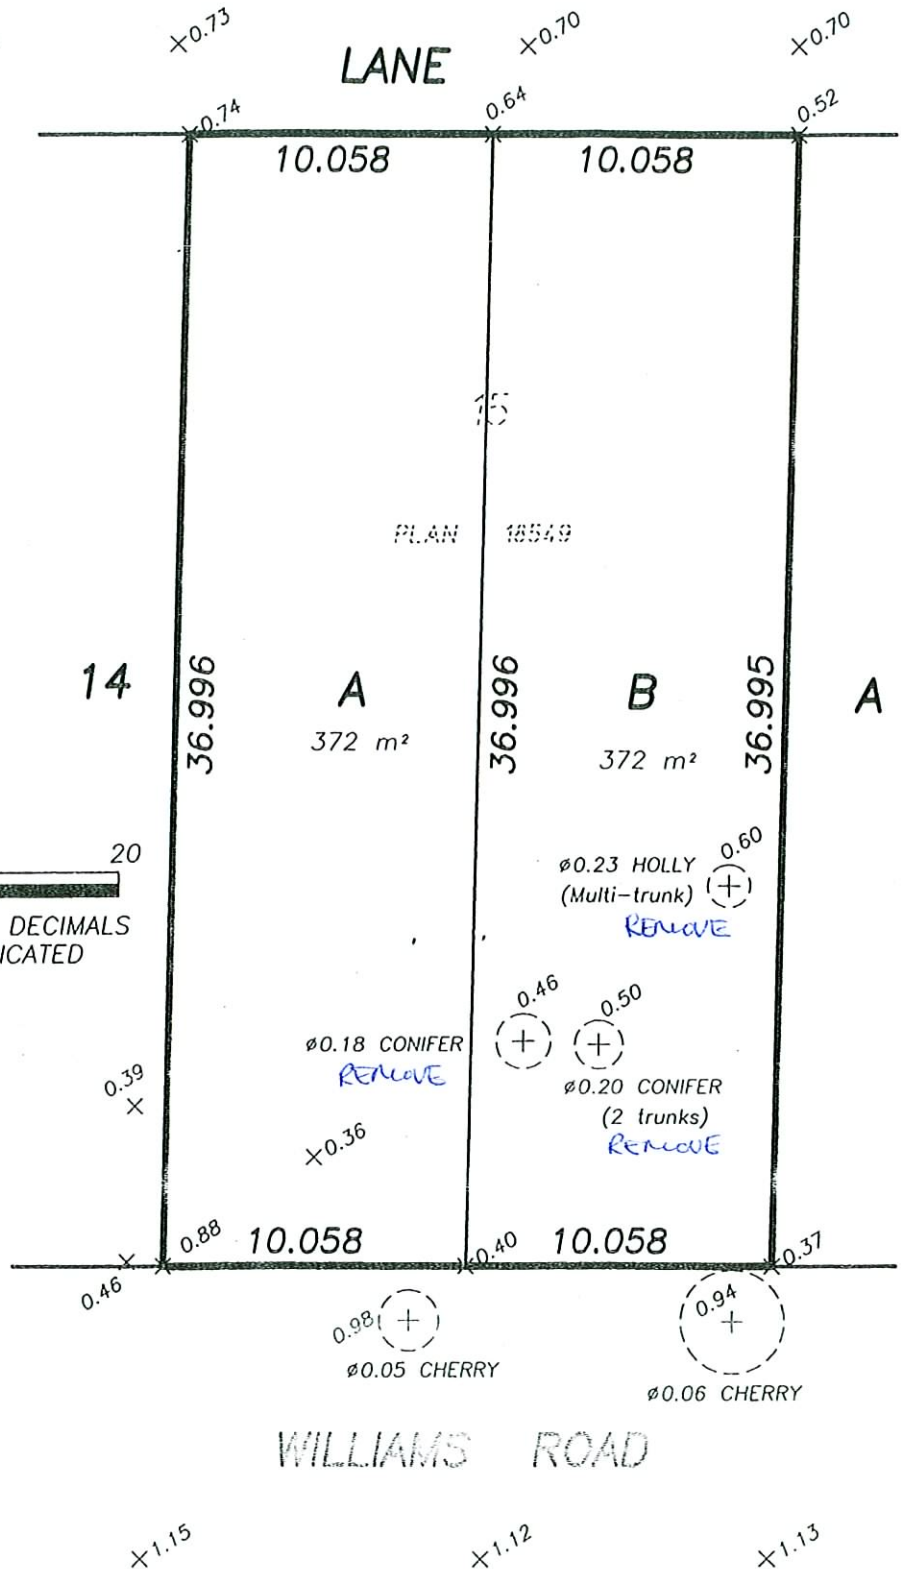 0.73
0.70
0.70
LANE
0.74
0.64
0.52
10.058
10.058
15
PLAN 18549
14
36.996
A
36.996
B
36.995
A
372 m²
372 m²
20
DECIMALS
ICATED
ø0.23 HOLLY
(Multi-trunk)
0.60
REMOVE
0.46
0.50
ø0.18 CONIFER
REMOVE
ø0.20 CONIFER
(2 trunks)
REMOVE
0.39
0.36
0.88
10.058
0.40
10.058
0.37
0.46
0.98
ø0.05 CHERRY
0.94
ø0.06 CHERRY
WILLIAMS ROAD
1.15
1.12
1.13